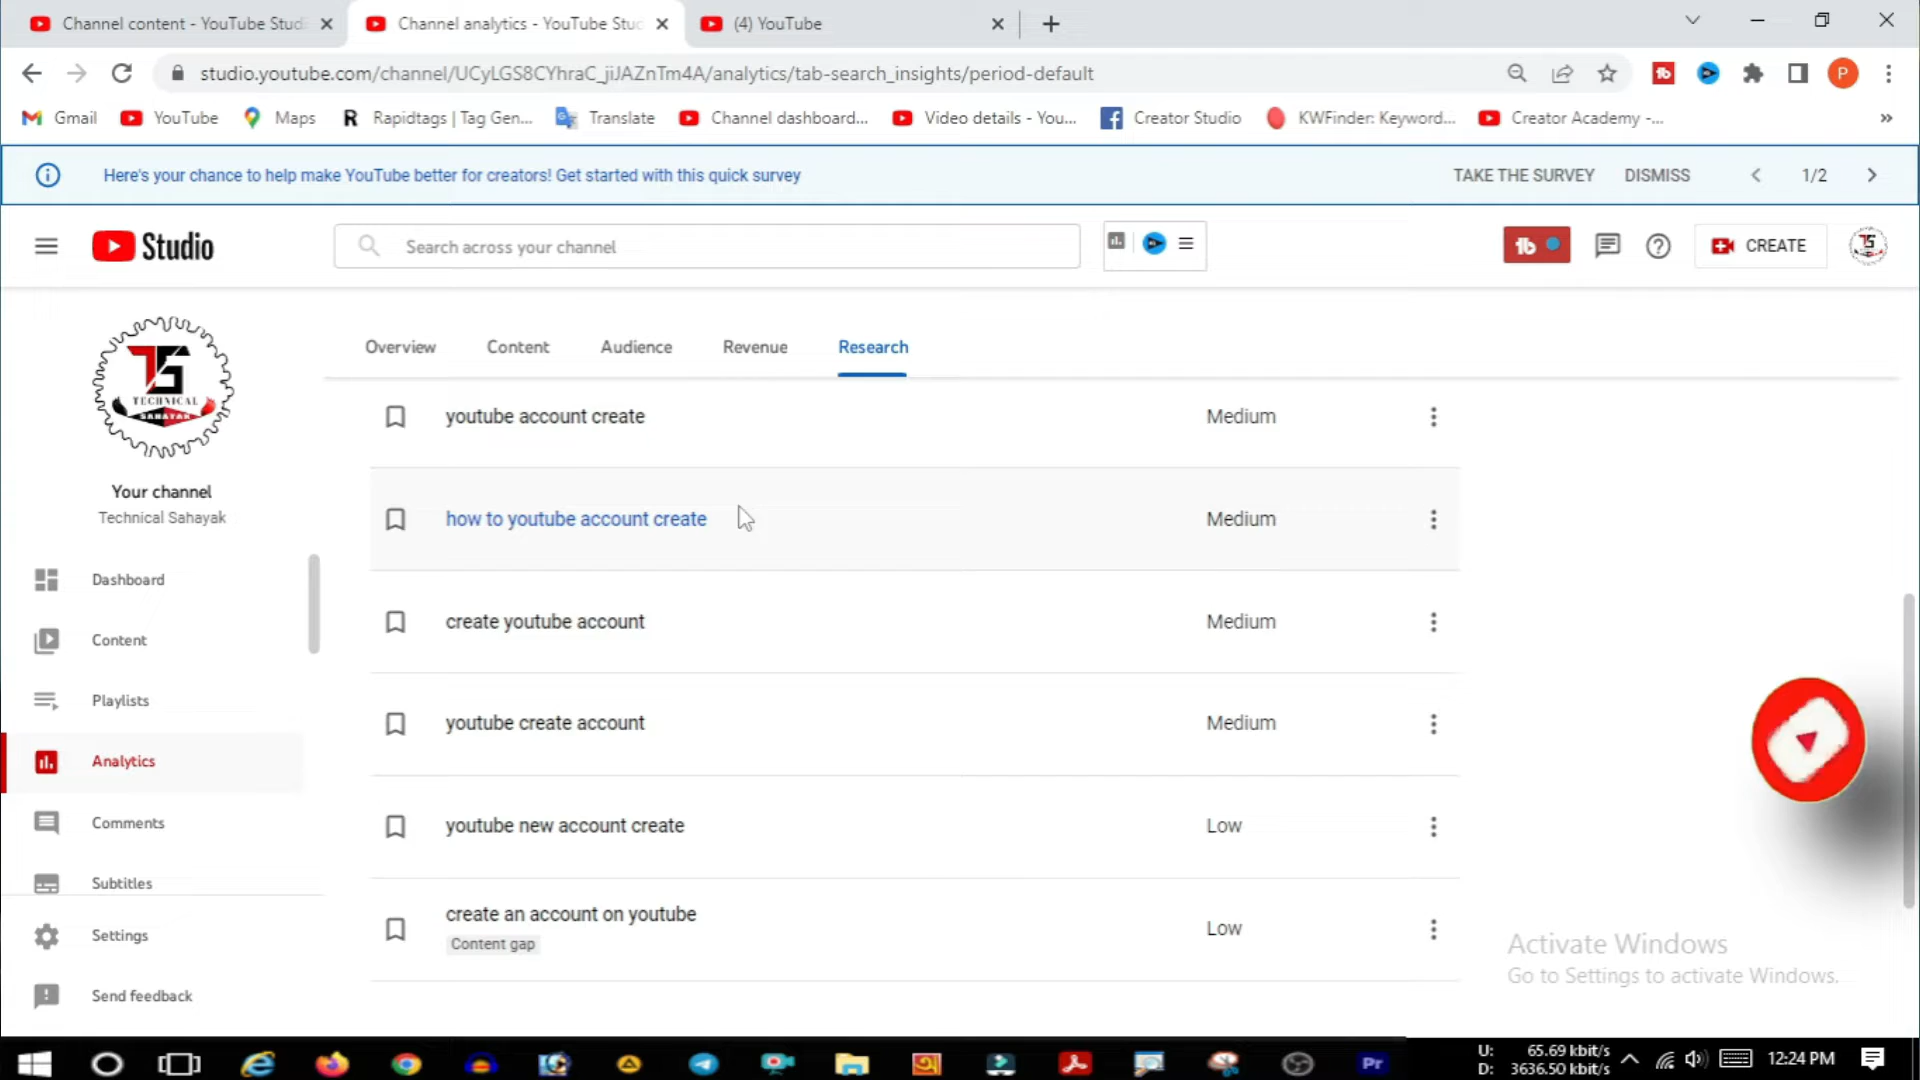 Channel content - YouTube Studi
Channel analytics - YouTube Stud
(4) YouTube
studio.youtube.com/channel/UCyLGS8CYhraC_jiJAZnTm4A/analytics/tab-search_insights/period-default
P
Gmail
YouTube
Maps
R
Rapidtags | Tag Gen...
Translate
Channel dashboard...
Video details - You...
Creator Studio
KWFinder: Keyword...
Creator Academy -...
»
Here's your chance to help make YouTube better for creators! Get started with this quick survey
TAKE THE SURVEY
DISMISS
1/2
Studio
Search across your channel
CREATE
TS
TECHNICAL
SAHAYAK
Your channel
Technical Sahayak
Dashboard
Content
Playlists
Analytics
Comments
Subtitles
Settings
Send feedback
Overview
Content
Audience
Revenue
Research
youtube account create
Medium
how to youtube account create
Medium
create youtube account
Medium
youtube create account
Medium
youtube new account create
Low
create an account on youtube
Content gap
Low
Activate Windows
Go to Settings to activate Windows.
Pr
U: 65.69 kbit/s
D: 3636.50 kbit/s
12:24 PM